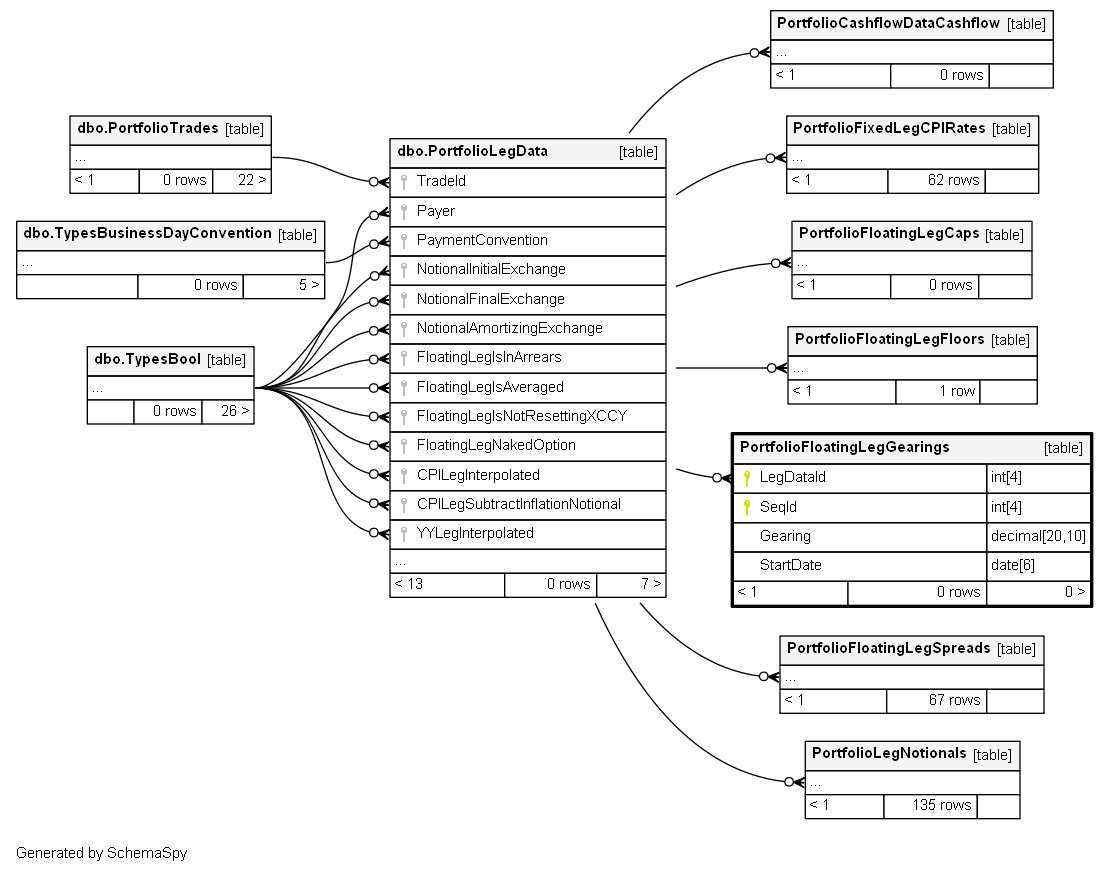 PortfolioCashflowDataCashflow [table]
...
< 1 0 rows
dbo.PortfolioTrades [table]
...
< 1 0 rows 22 >
dbo.TypesBusinessDayConvention [table]
...
0 rows 5 >
dbo.TypesBool [table]
...
0 rows 26 >
dbo.PortfolioLegData [table]
TradeId
Payer
PaymentConvention
NotionalInitialExchange
NotionalFinalExchange
NotionalAmortizingExchange
FloatingLegIsInArrears
FloatingLegIsAveraged
FloatingLegIsNotResettingXCCY
FloatingLegNakedOption
CPILegInterpolated
CPILegSubtractInflationNotional
YYLegInterpolated
...
< 13 0 rows 7 >
PortfolioFixedLegCPIRates [table]
...
< 1 62 rows
PortfolioFloatingLegCaps [table]
...
< 1 0 rows
PortfolioFloatingLegFloors [table]
...
< 1 1 row
PortfolioFloatingLegGearings [table]
LegDataId int[4]
SeqId int[4]
Gearing decimal[20,10]
StartDate date[6]
< 1 0 rows 0 >
PortfolioFloatingLegSpreads [table]
...
< 1 67 rows
PortfolioLegNotionals [table]
...
< 1 135 rows
Generated by SchemaSpy